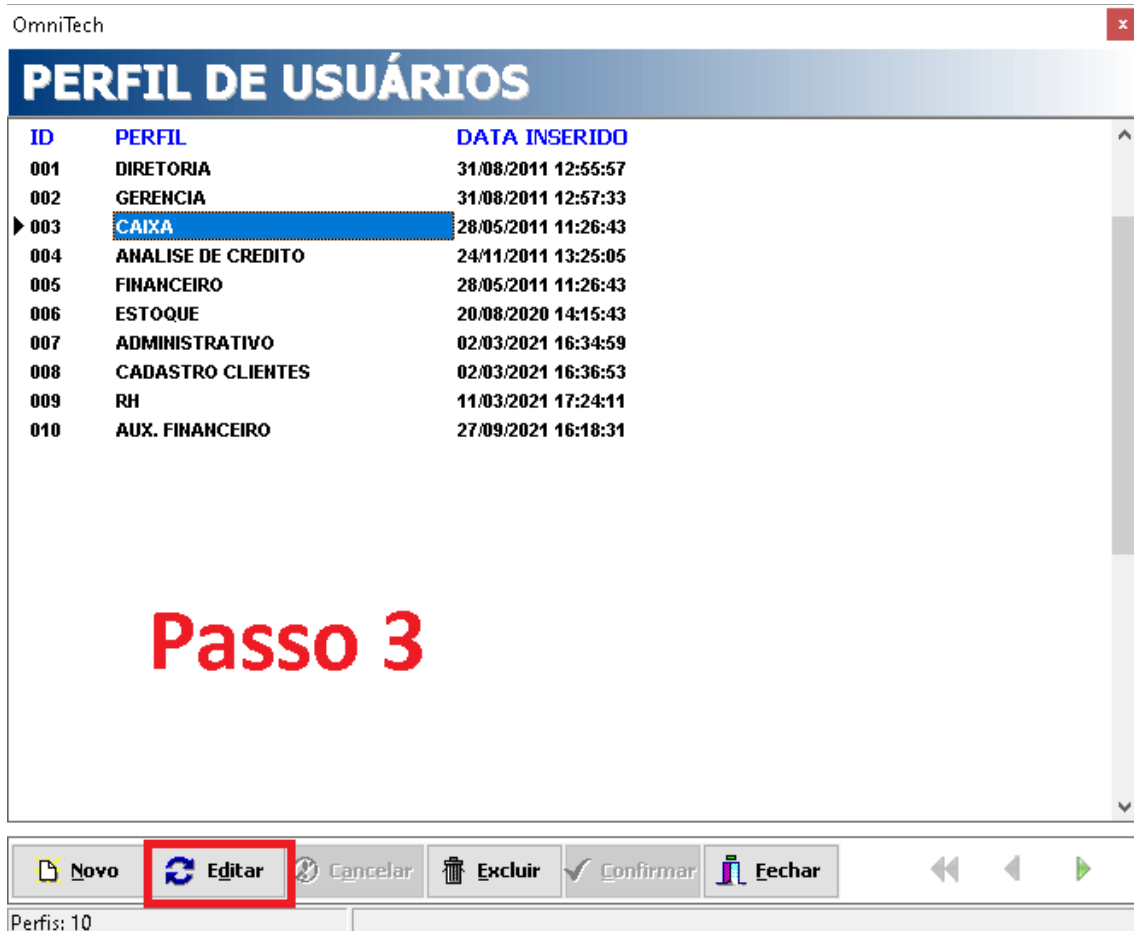 OmniTech
PERFIL DE USUÁRIOS
ID PERFIL DATA INSERIDO
001 DIRETORIA 31/08/2011 12:55:57
002 GERENCIA 31/08/2011 12:57:33
003 CAIXA 28/05/2011 11:26:43
004 ANALISE DE CREDITO 24/11/2011 13:25:05
005 FINANCEIRO 28/05/2011 11:26:43
006 ESTOQUE 20/08/2020 14:15:43
007 ADMINISTRATIVO 02/03/2021 16:34:59
008 CADASTRO CLIENTES 02/03/2021 16:36:53
009 RH 11/03/2021 17:24:11
010 AUX. FINANCEIRO 27/09/2021 16:18:31
Passo 3
Novo Editar Cancelar Excluir Confirmar Fechar
Perfis: 10